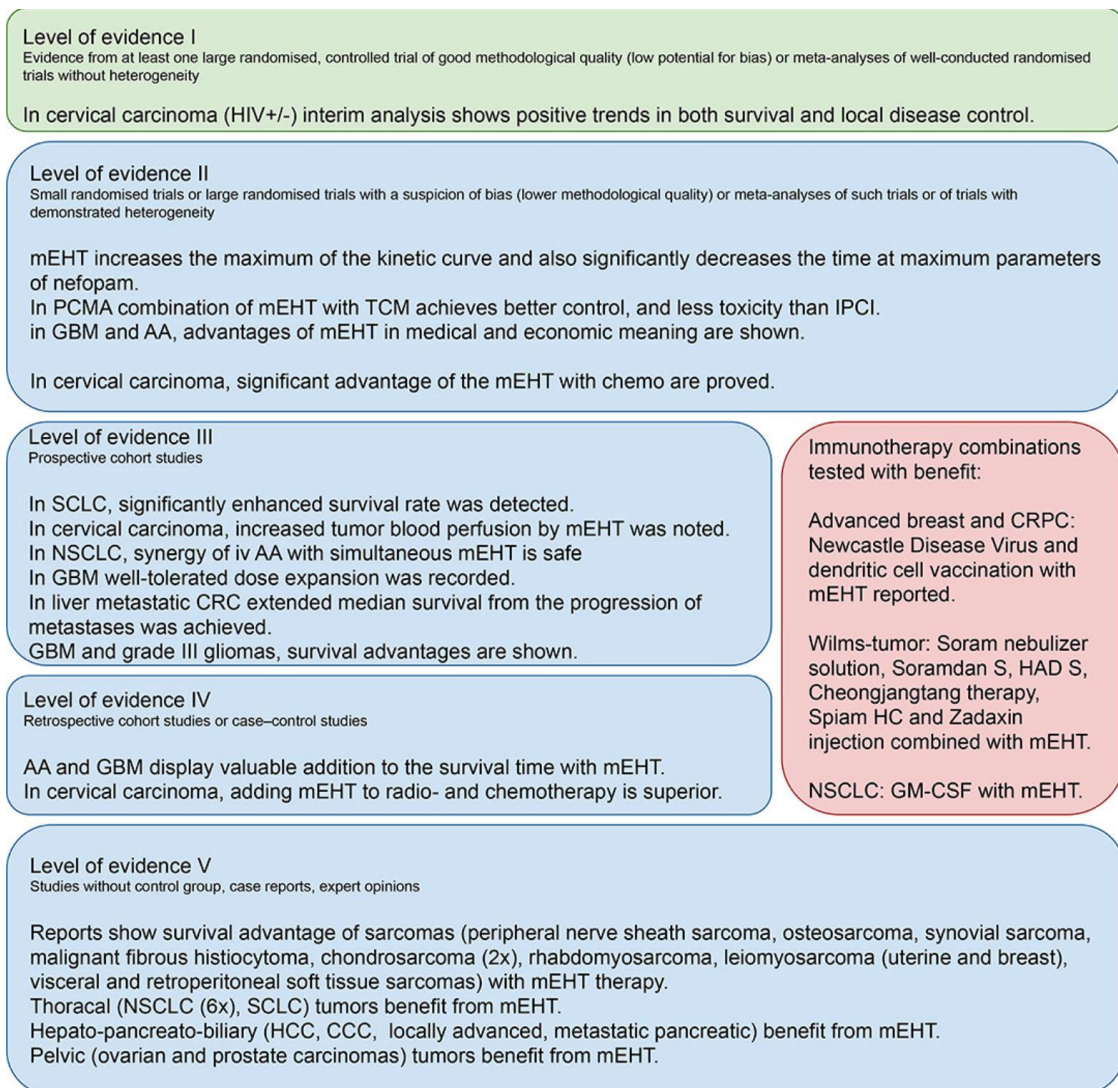 Level of evidence I
Evidence from at least one large randomised, controlled trial of good methodological quality (low potential for bias) or meta-analyses of well-conducted randomised
trials without heterogeneity
In cervical carcinoma (HIV+/-) interim analysis shows positive trends in both survival and local disease control.
Level of evidence II
Small randomised trials or large randomised trials with a suspicion of bias (lower methodological quality) or meta-analyses of such trials or of trials with
demonstrated heterogeneity
mEHT increases the maximum of the kinetic curve and also significantly decreases the time at maximum parameters
of nefopam.
In PCMA combination of mEHT with TCM achieves better control, and less toxicity than IPCI.
in GBM and AA, advantages of mEHT in medical and economic meaning are shown.
In cervical carcinoma, significant advantage of the mEHT with chemo are proved.
Level of evidence III
Prospective cohort studies
In SCLC, significantly enhanced survival rate was detected.
In cervical carcinoma, increased tumor blood perfusion by mEHT was noted.
In NSCLC, synergy of iv AA with simultaneous mEHT is safe
In GBM well-tolerated dose expansion was recorded.
In liver metastatic CRC extended median survival from the progression of
metastases was achieved.
GBM and grade III gliomas, survival advantages are shown.
Level of evidence IV
Retrospective cohort studies or case–control studies
AA and GBM display valuable addition to the survival time with mEHT.
In cervical carcinoma, adding mEHT to radio- and chemotherapy is superior.
Immunotherapy combinations
tested with benefit:
Advanced breast and CRPC:
Newcastle Disease Virus and
dendritic cell vaccination with
mEHT reported.
Wilms-tumor: Soram nebulizer
solution, Soramdan S, HAD S,
Cheongjangtang therapy,
Spiam HC and Zadaxin
injection combined with mEHT.
NSCLC: GM-CSF with mEHT.
Level of evidence V
Studies without control group, case reports, expert opinions
Reports show survival advantage of sarcomas (peripheral nerve sheath sarcoma, osteosarcoma, synovial sarcoma,
malignant fibrous histiocytoma, chondrosarcoma (2x), rhabdomyosarcoma, leiomyosarcoma (uterine and breast),
visceral and retroperitoneal soft tissue sarcomas) with mEHT therapy.
Thoracal (NSCLC (6x), SCLC) tumors benefit from mEHT.
Hepato-pancreato-biliary (HCC, CCC, locally advanced, metastatic pancreatic) benefit from mEHT.
Pelvic (ovarian and prostate carcinomas) tumors benefit from mEHT.